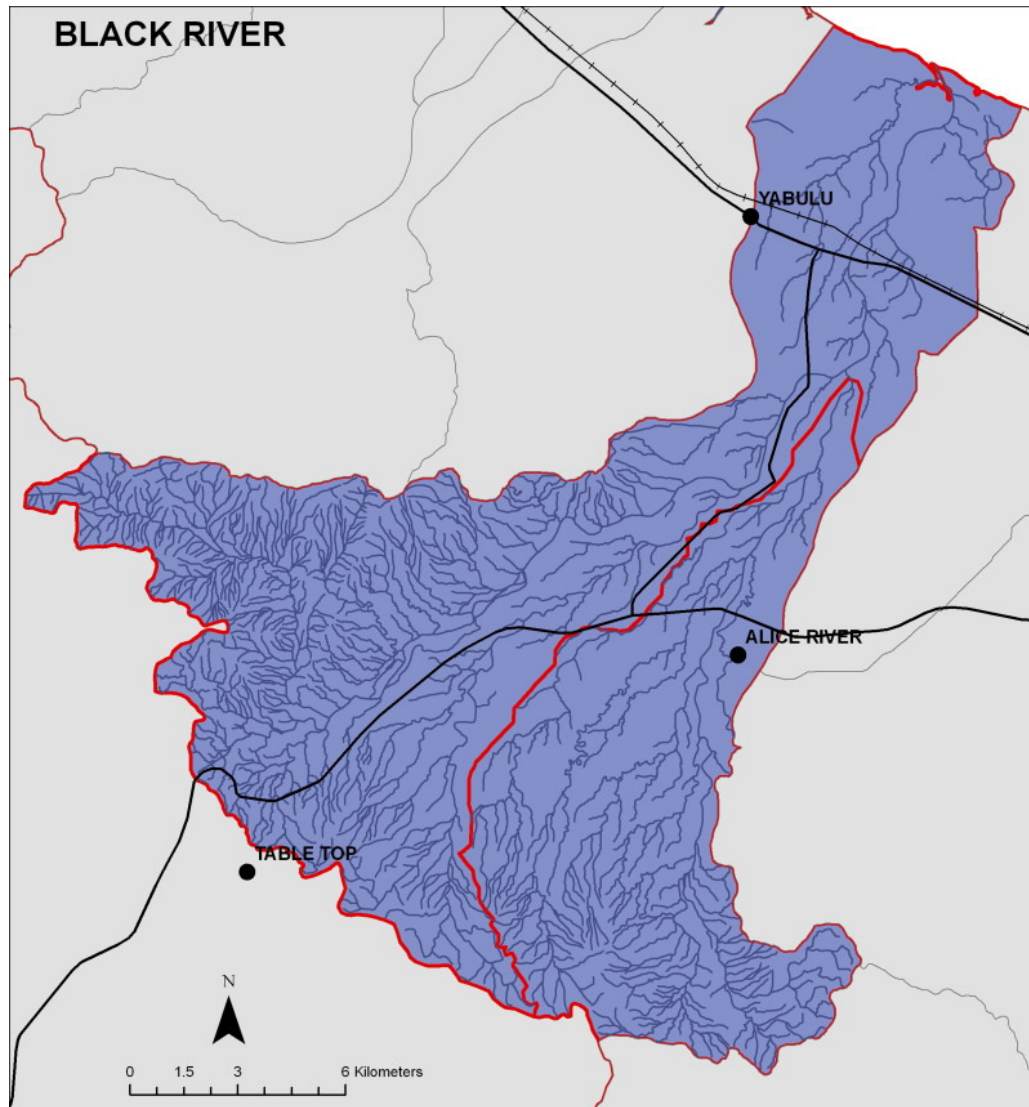 BLACK RIVER
YABULU
ALICE RIVER
TABLE TOP
N
0 1.5 3 6 Kilometers